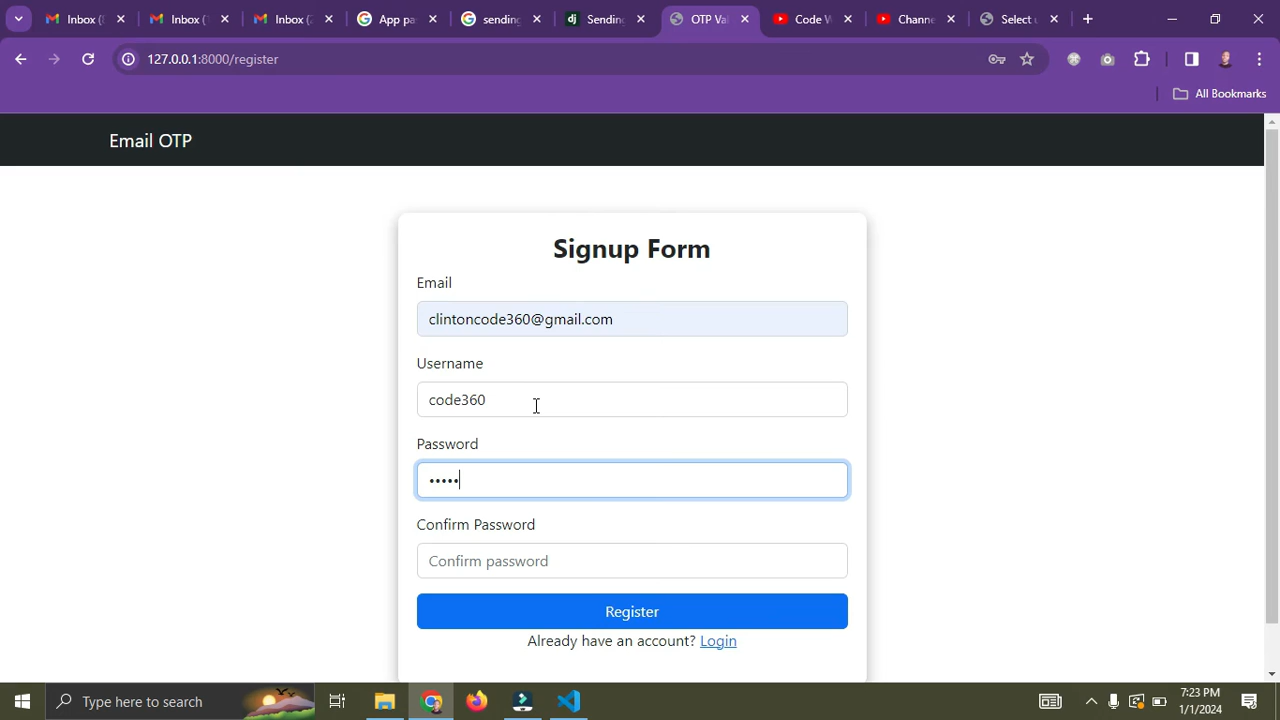 Inbox (
Inbox (
Inbox (
App pa
sending
dj
Sending
OTP Va
Code W
Channe
Select u
127.0.0.1:8000/register
All Bookmarks
Email OTP
Signup Form
Email
clintoncode360@gmail.com
Username
code360
Password
•••••
Confirm Password
Confirm password
Register
Already have an account? Login
Type here to search
7:23 PM
1/1/2024